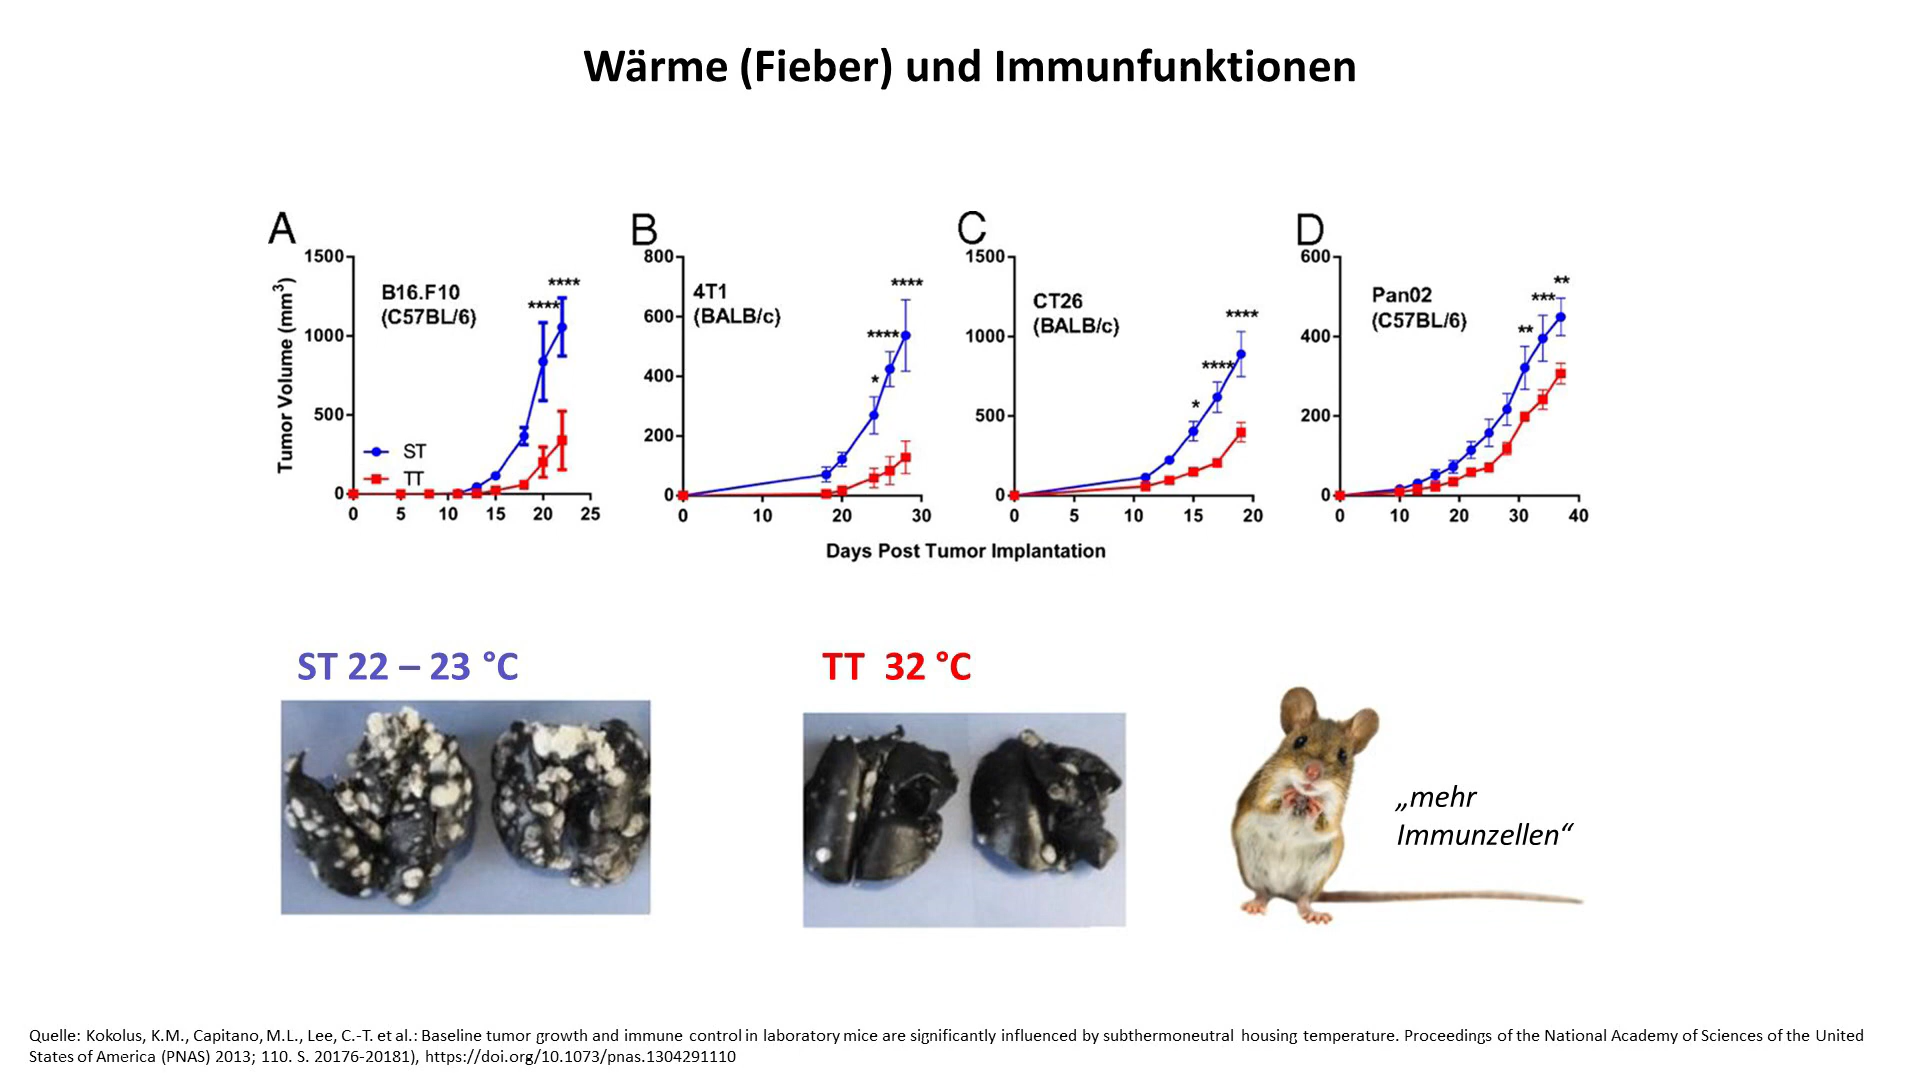 Wärme (Fieber) und Immunfunktionen
A
B
C
D
Tumor Volume (mm³)
1500
1000
500
0
0 5 10 15 20 25
B16.F10
(C57BL/6)
ST
TT
****
****
800
600
400
200
0
0 10 20 30
4T1
(BALB/c)
*
****
****
1500
1000
500
0
0 5 10 15 20
CT26
(BALB/c)
*
****
****
600
400
200
0
0 10 20 30 40
Pan02
(C57BL/6)
**
***
**
Days Post Tumor Implantation
ST 22 – 23 °C
TT 32 °C
„mehr
Immunzellen“
Quelle: Kokolus, K.M., Capitano, M.L., Lee, C.-T. et al.: Baseline tumor growth and immune control in laboratory mice are significantly influenced by subthermoneutral housing temperature. Proceedings of the National Academy of Sciences of the United
States of America (PNAS) 2013; 110. S. 20176-20181), https://doi.org/10.1073/pnas.1304291110